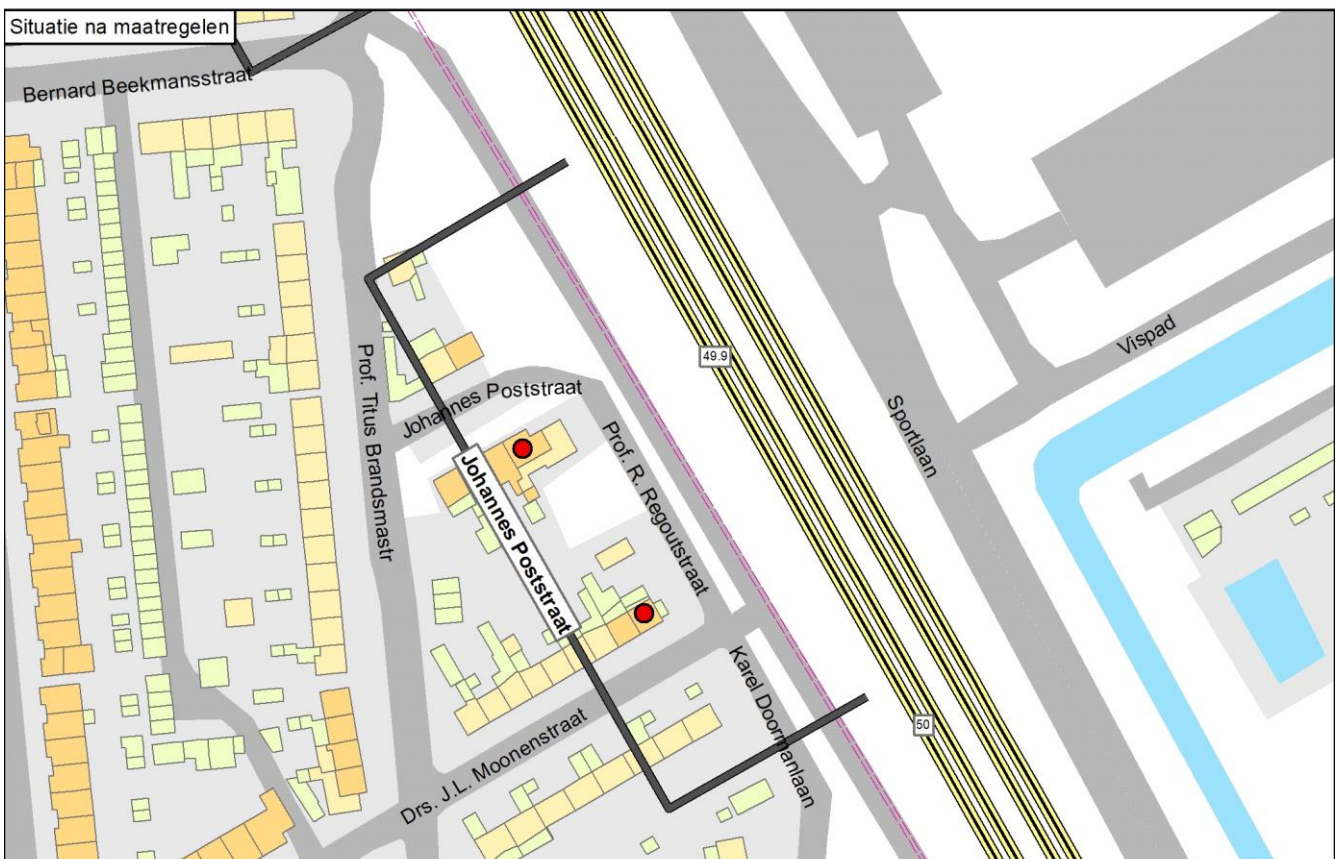 Situatie na maatregelen
Bernard Beekmansstraat
Vispad
49.9
Johannes Poststraat
Prof. Titus Brandsmastr
Sportlaan
Prof. R. Regoutstraat
Johannes Poststraat
Karel Doormanlaan
Drs. J.L. Moonenstraat
50